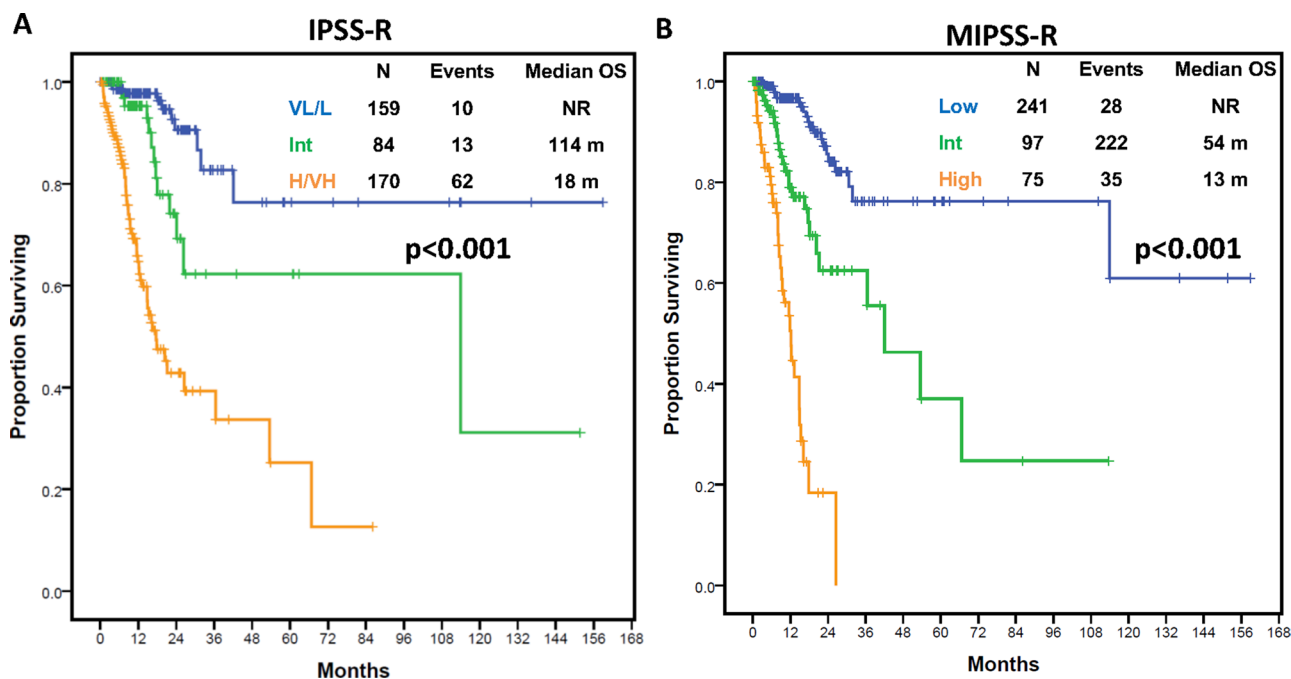 A
IPSS-R
N Events Median OS
VL/L 159 10 NR
Int 84 13 114 m
H/VH 170 62 18 m
p<0.001
Proportion Surviving
1.0
0.8
0.6
0.4
0.2
0.0
0 12 24 36 48 60 72 84 96 108 120 132 144 156 168
Months
B
MIPSS-R
N Events Median OS
Low 241 28 NR
Int 97 222 54 m
High 75 35 13 m
p<0.001
Proportion Surviving
1.0
0.8
0.6
0.4
0.2
0.0
0 12 24 36 48 60 72 84 96 108 120 132 144 156 168
Months